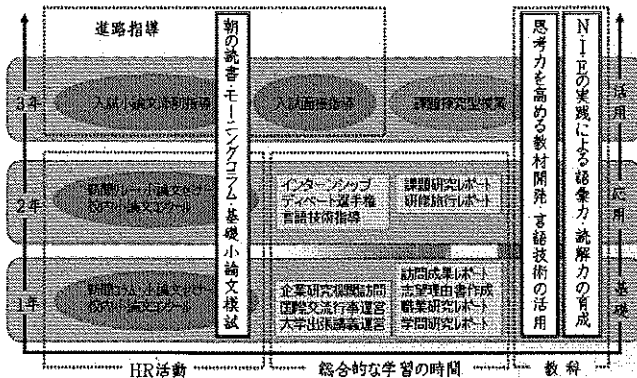 進路指導
3年
入試小論文添削指導
入試面接指導
課題探究型授業
活用
朝の読書・モーニングコラム・基礎小論文模試
思考力を高める教材開発・言語技術の活用
NIEの実践による語彙力・読解力の育成
2年
新聞リレー・小論文セミナー
校内小論文コンクール
インターンシップ
ディベート選手権
言語技術指導
課題研究レポート
研修旅行レポート
応用
1年
新聞コラム・小論文セミナー
校内小論文コンクール
企業研究視察訪問
国際交流行事運営
大学出張講義運営
訪問成果レポート
志望理由書作成
職業研究レポート
学問研究レポート
基礎
HR活動
総合的な学習の時間
教科